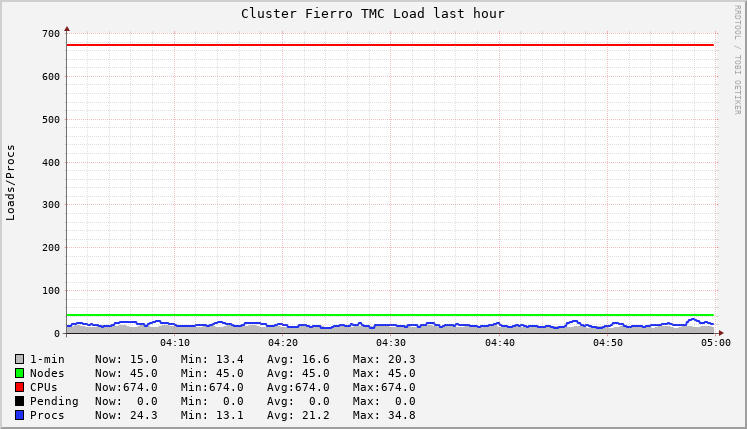 Cluster Fierro TMC Load last hour
RRDTOOL / TOBI OETIKER
Loads/Procs
700
600
500
400
300
200
100
0
04:10 04:20 04:30 04:40 04:50 05:00
1-min Now: 15.0 Min: 13.4 Avg: 16.6 Max: 20.3
Nodes Now: 45.0 Min: 45.0 Avg: 45.0 Max: 45.0
CPUs Now:674.0 Min:674.0 Avg:674.0 Max:674.0
Pending Now: 0.0 Min: 0.0 Avg: 0.0 Max: 0.0
Procs Now: 24.3 Min: 13.1 Avg: 21.2 Max: 34.8